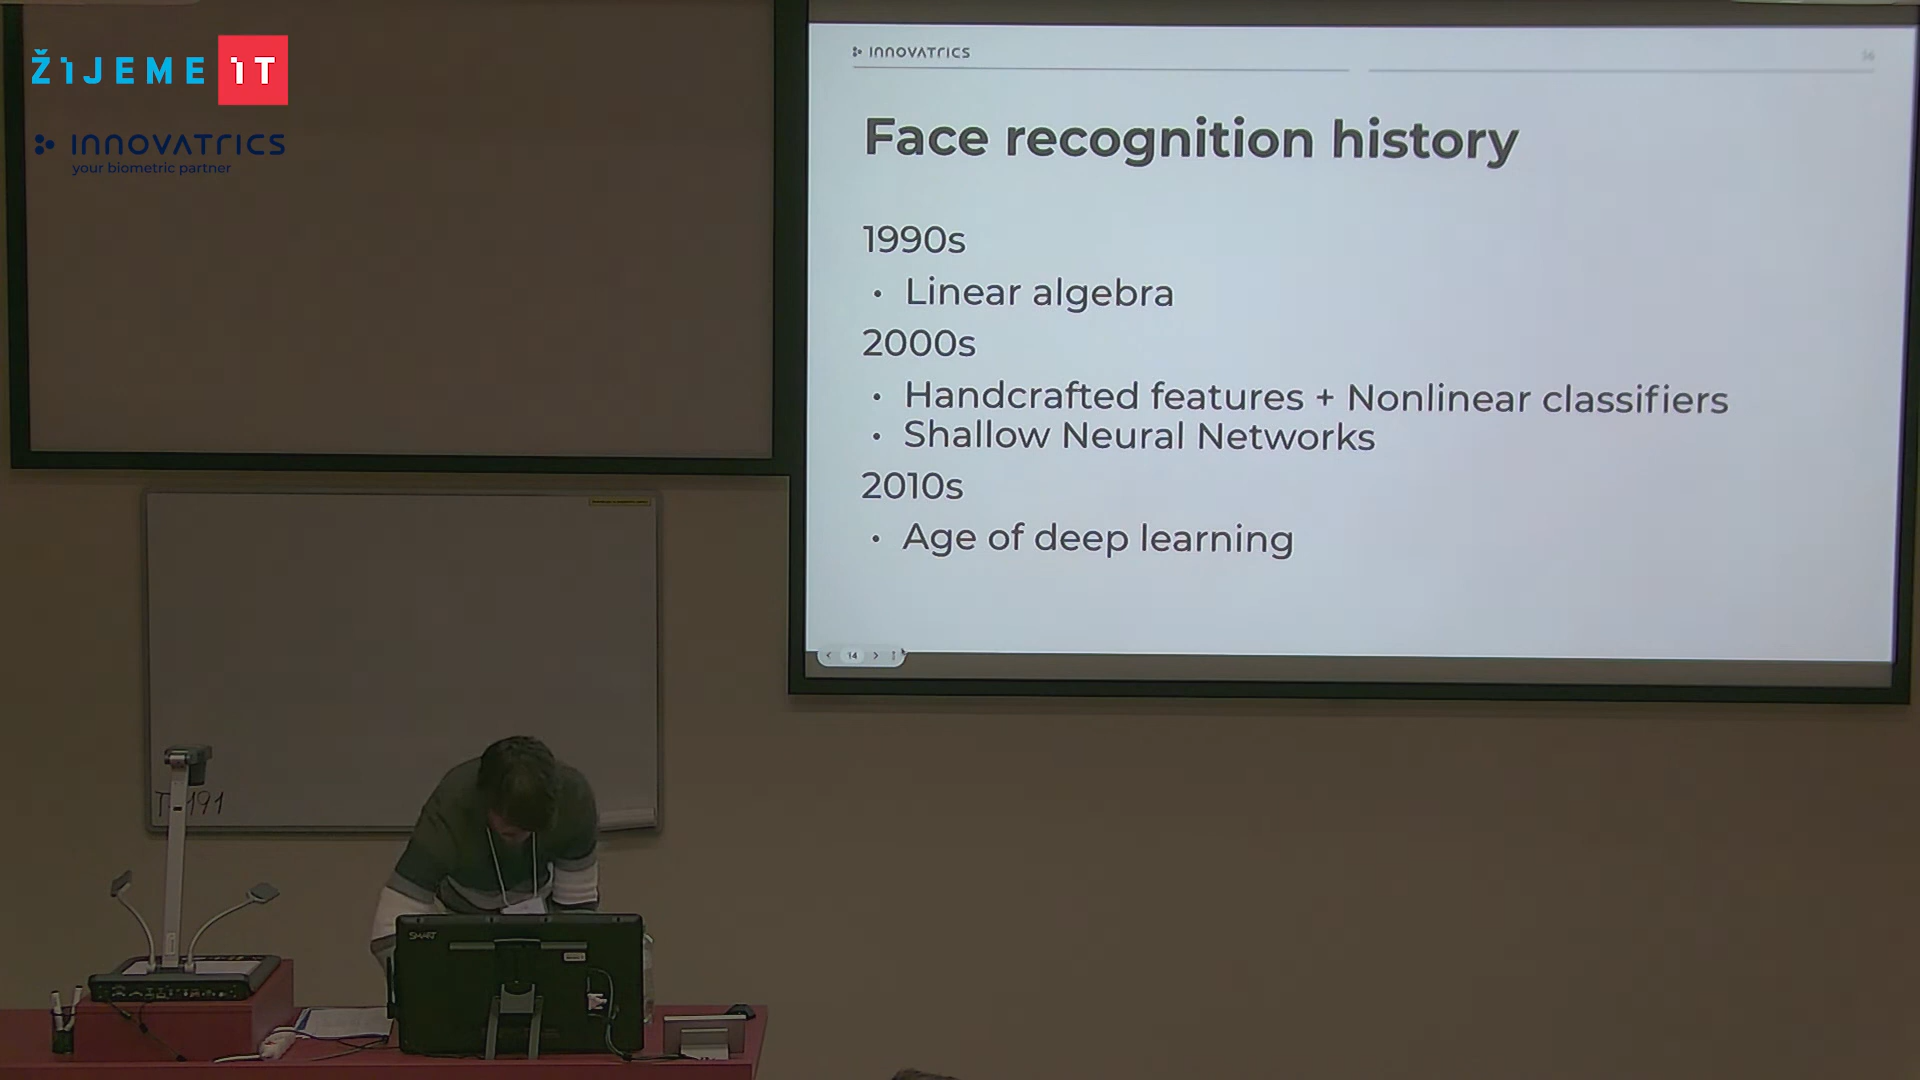 ŽIJEME IT
INNOVATRICS
your biometric partner
INNOVATRICS
Face recognition history
1990s
• Linear algebra
2000s
• Handcrafted features + Nonlinear classifiers
• Shallow Neural Networks
2010s
• Age of deep learning
14
SMART